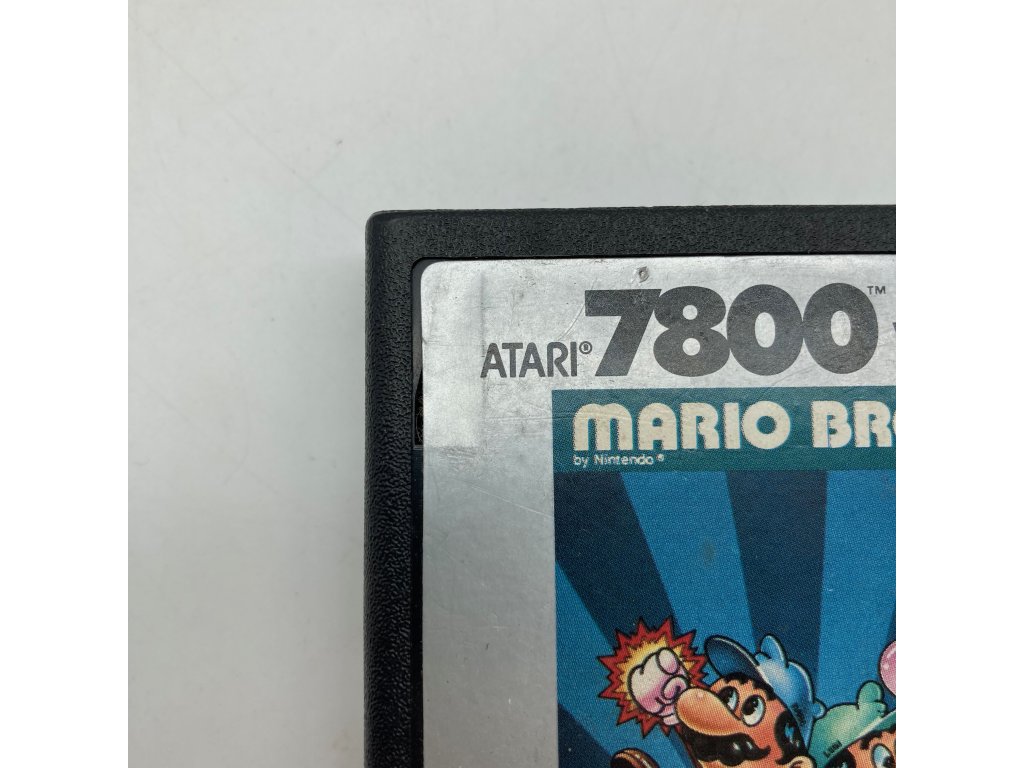 ATARI® 7800™
MARIO BR
by Nintendo®